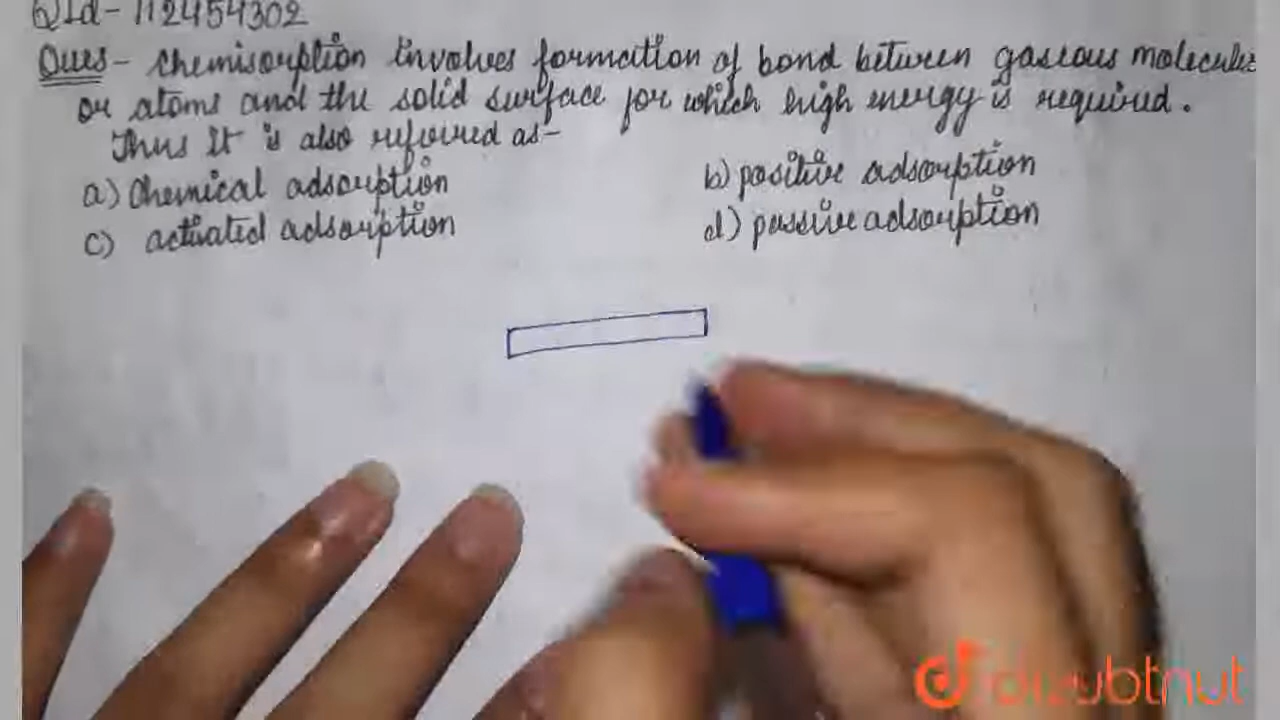 QId- 112454302
Ques- Chemisorption involves formation of bond between gaseous molecules
or atoms and the solid surface for which high energy is required.
Thus It is also referred as-
a) Chemical adsorption b) positive adsorption
c) activated adsorption d) passive adsorption
doubtnut